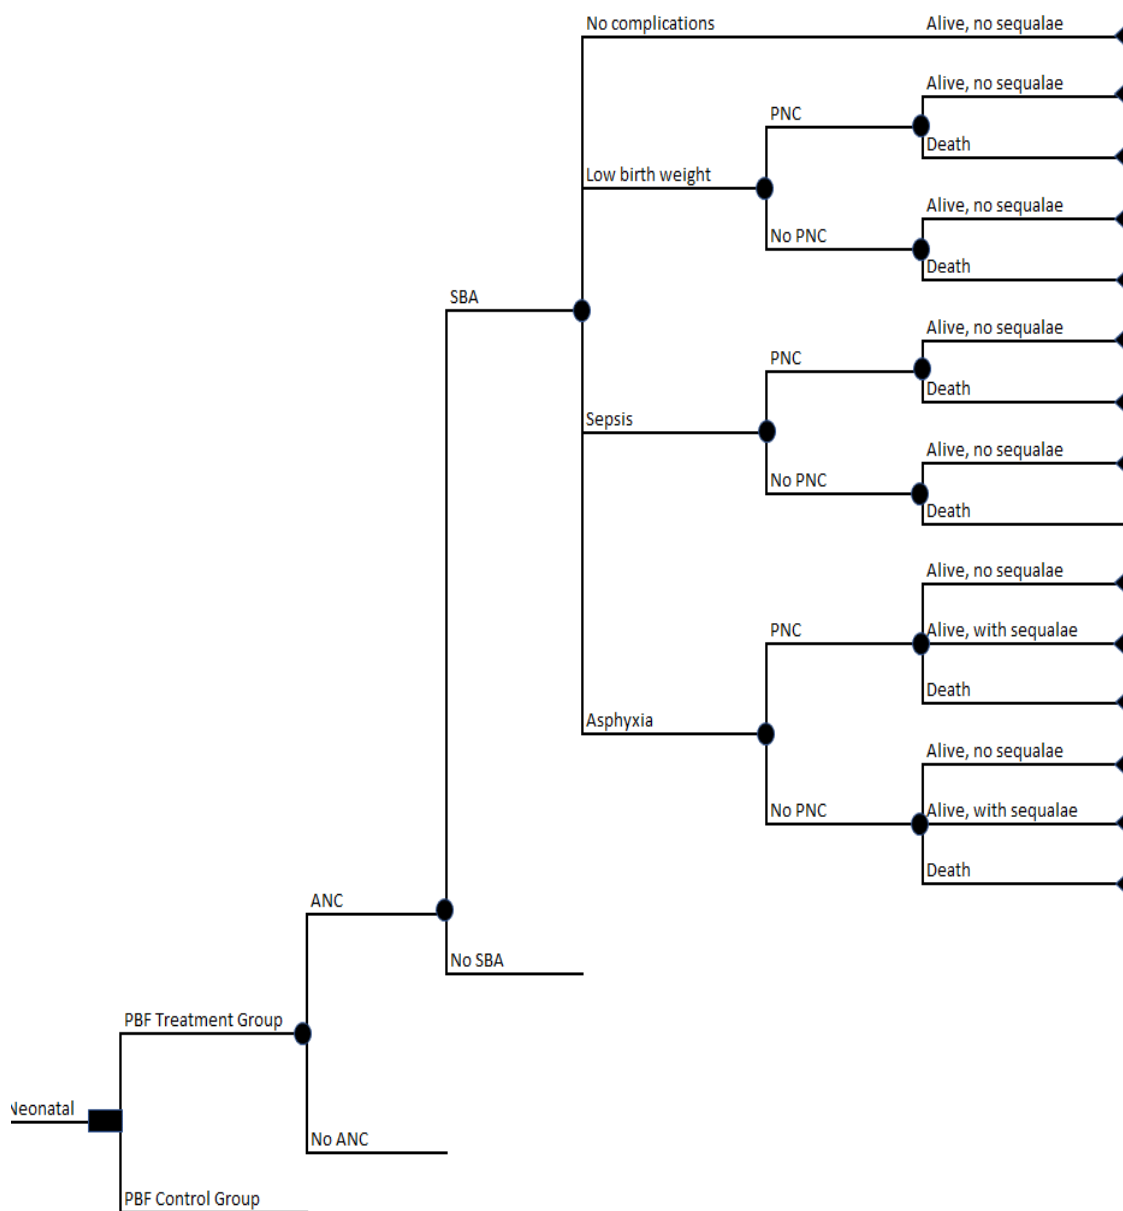 No complications
Alive, no sequalae
Alive, no sequalae
PNC
Death
Low birth weight
Alive, no sequalae
No PNC
Death
SBA
Alive, no sequalae
PNC
Death
Sepsis
Alive, no sequalae
No PNC
Death
Alive, no sequalae
PNC
Alive, with sequalae
Death
Asphyxia
Alive, no sequalae
No PNC
Alive, with sequalae
Death
ANC
No SBA
PBF Treatment Group
Neonatal
No ANC
PBF Control Group